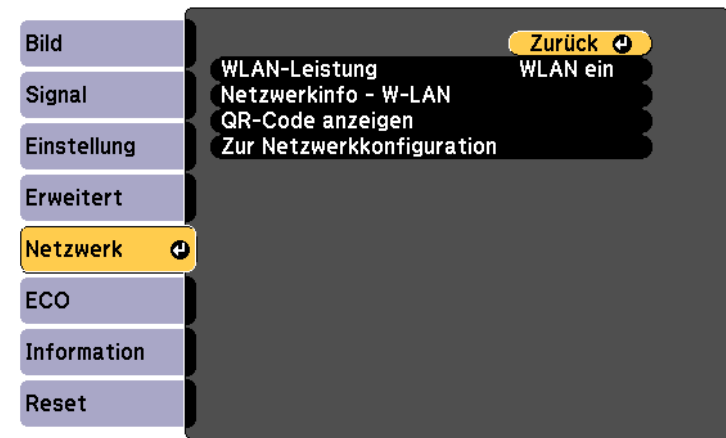 Bild
Signal
Einstellung
Erweitert
Netzwerk
ECO
Information
Reset
Zurück
WLAN-Leistung WLAN ein
Netzwerkinfo - W-LAN
QR-Code anzeigen
Zur Netzwerkkonfiguration